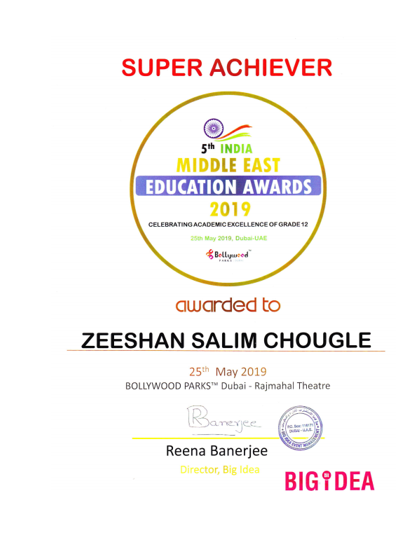 SUPER ACHIEVER
5th INDIA
MIDDLE EAST
EDUCATION AWARDS
2019
CELEBRATING ACADEMIC EXCELLENCE OF GRADE 12
25th May 2019, Dubai-UAE
Bollywood
PARKS
awarded to
ZEESHAN SALIM CHOUGLE
25th May 2019
BOLLYWOOD PARKS™ Dubai - Rajmahal Theatre
Banerjee
Reena Banerjee
Director, Big Idea
BIG IDEA